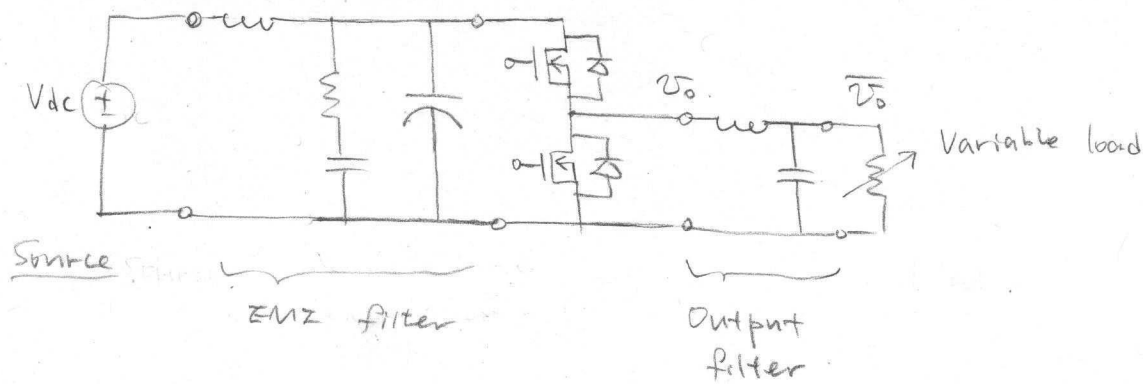 Vdc
v₀
v̄₀
Variable load
Source
EMI filter
Output
filter